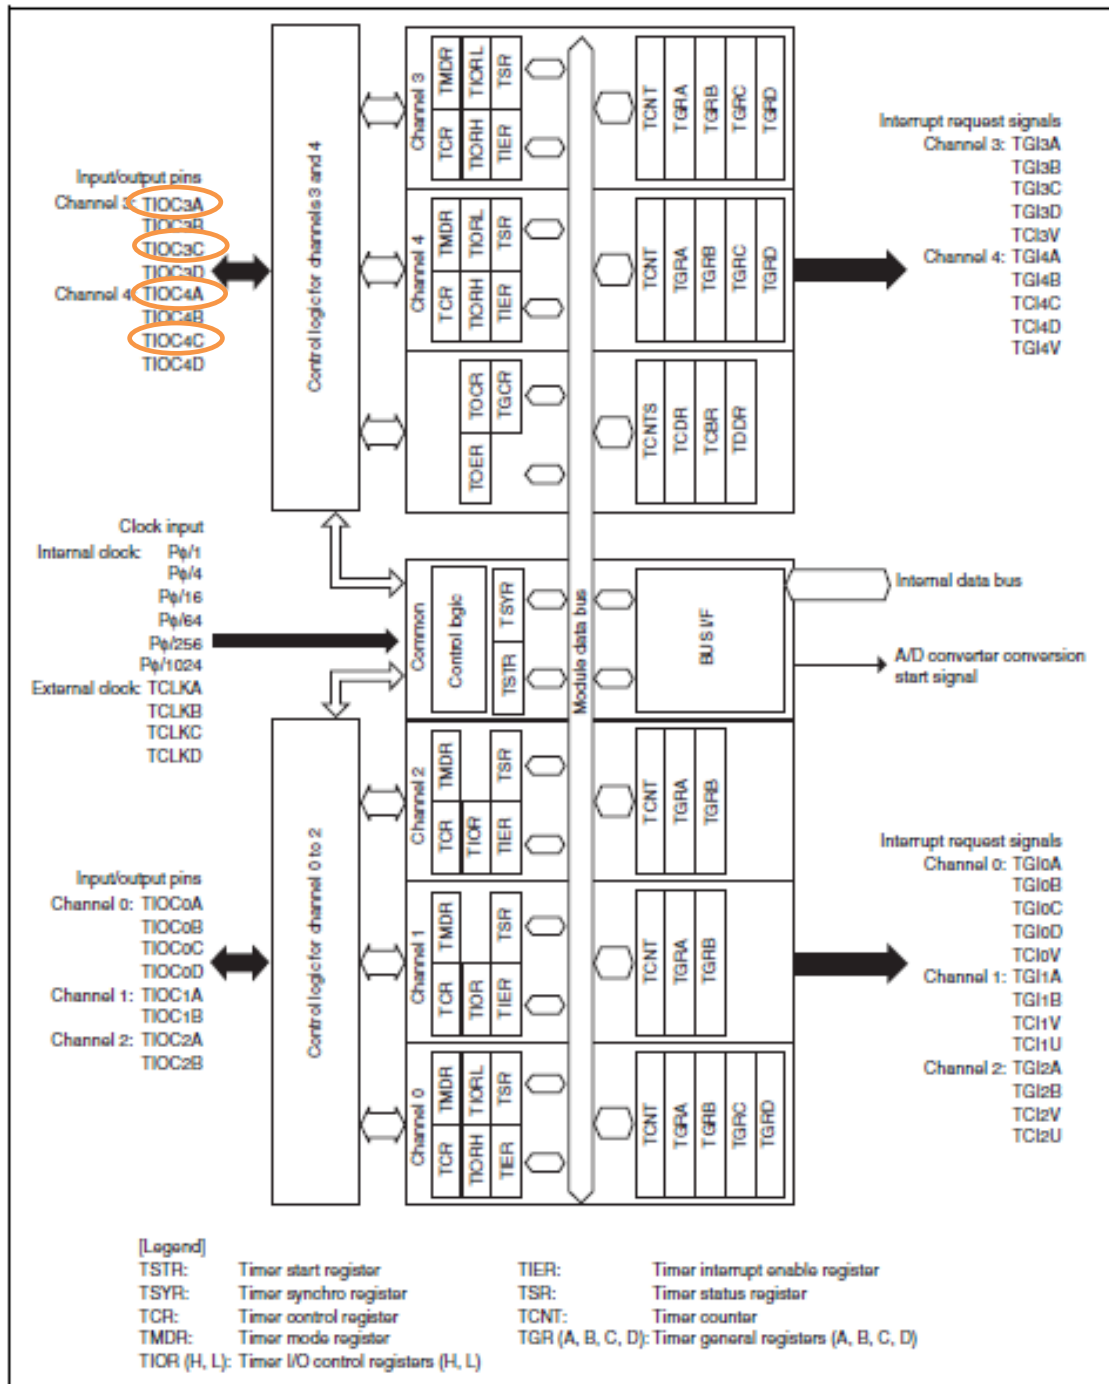 Input/output pins
Channel 3: TIOC3A
TIOC3B
TIOC3C
TIOC3D
Channel 4: TIOC4A
TIOC4B
TIOC4C
TIOC4D
Control logic for channels 3 and 4
Channel 3
TCR TMDR
TIORH TIORL
TIER TSR
TCNT
TGRA
TGRB
TGRC
TGRD
Channel 4
TCR TMDR
TIORH TIORL
TIER TSR
TCNT
TGRA
TGRB
TGRC
TGRD
TOER TOCR
TGCR
TCNTS
TCDR
TCBR
TDDR
Interrupt request signals
Channel 3: TGI3A
TGI3B
TGI3C
TGI3D
TCI3V
Channel 4: TGI4A
TGI4B
TCI4C
TCI4D
TGI4V
Clock input
Internal clock: Pφ/1
Pφ/4
Pφ/16
Pφ/64
Pφ/256
Pφ/1024
External clock: TCLKA
TCLKB
TCLKC
TCLKD
Common
Control logic
TSTR TSYR
Module data bus
BUS I/F
Internal data bus
A/D converter conversion
start signal
Input/output pins
Channel 0: TIOC0A
TIOC0B
TIOC0C
TIOC0D
Channel 1: TIOC1A
TIOC1B
Channel 2: TIOC2A
TIOC2B
Control logic for channel 0 to 2
Channel 2
TCR TMDR
TIOR
TIER TSR
TCNT
TGRA
TGRB
Channel 1
TCR TMDR
TIOR
TIER TSR
TCNT
TGRA
TGRB
Channel 0
TCR TMDR
TIORH TIORL
TIER TSR
TCNT
TGRA
TGRB
TGRC
TGRD
Interrupt request signals
Channel 0: TGI0A
TGI0B
TGI0C
TGI0D
TCI0V
Channel 1: TGI1A
TGI1B
TCI1V
TCI1U
Channel 2: TGI2A
TGI2B
TCI2V
TCI2U
[Legend]
TSTR: Timer start register
TSYR: Timer synchro register
TCR: Timer control register
TMDR: Timer mode register
TIOR (H, L): Timer I/O control registers (H, L)
TIER: Timer interrupt enable register
TSR: Timer status register
TCNT: Timer counter
TGR (A, B, C, D): Timer general registers (A, B, C, D)